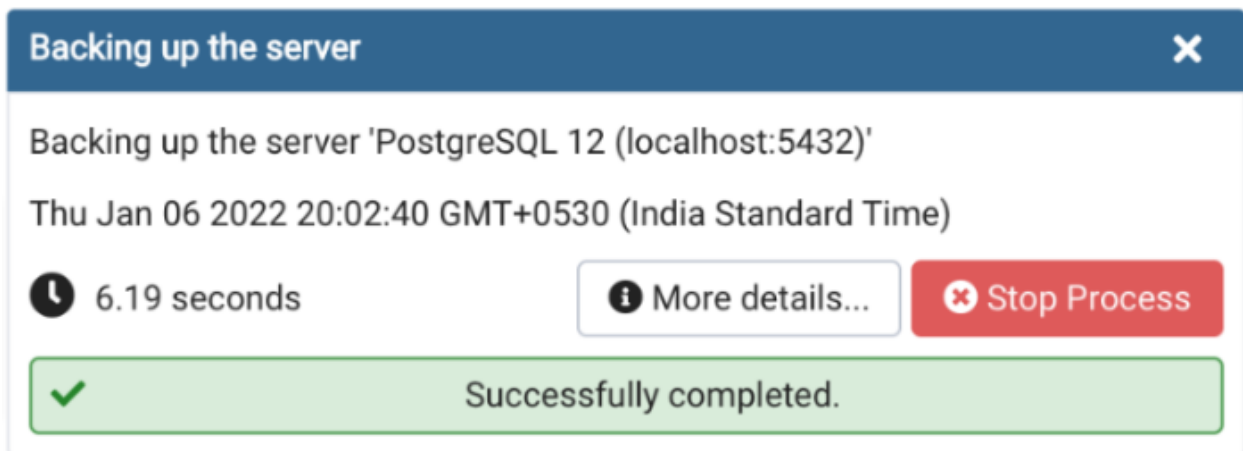 Backing up the server
Backing up the server 'PostgreSQL 12 (localhost:5432)'
Thu Jan 06 2022 20:02:40 GMT+0530 (India Standard Time)
6.19 seconds More details... Stop Process
Successfully completed.